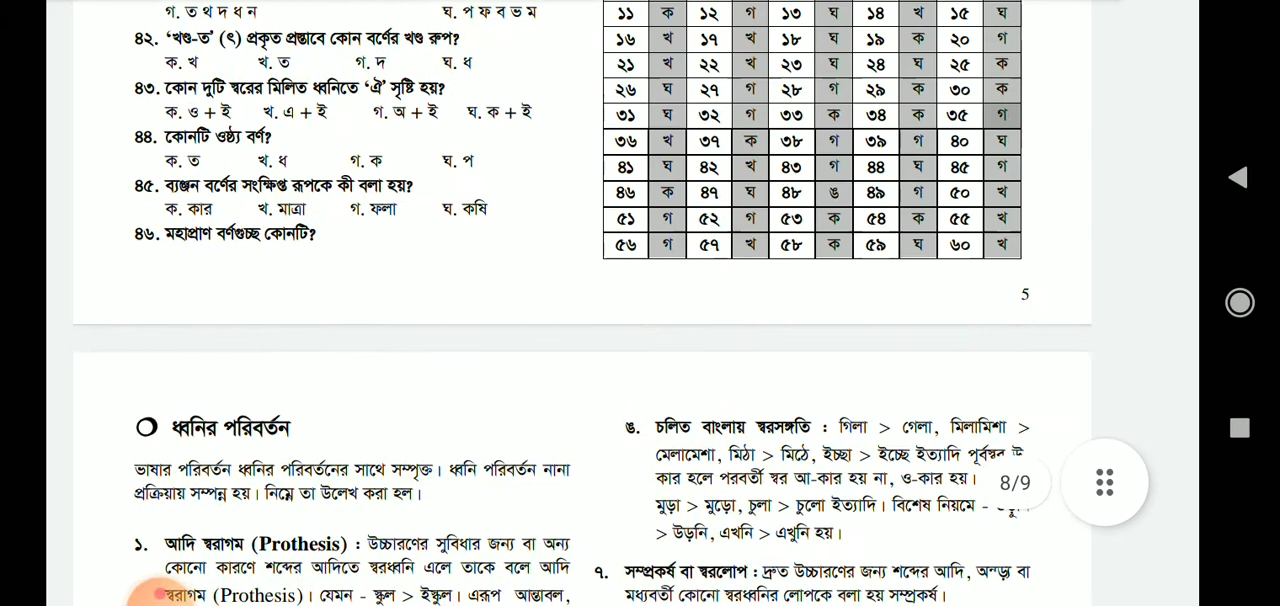 গ. ত থ দ ধ ন ঘ. প ফ ব ভ ম
৪২. ‘খণ্ড-ত’ (ৎ) প্রকৃত প্রস্তাবে কোন বর্ণের খণ্ড রূপ?
ক. খ খ. ত গ. দ ঘ. ধ
৪৩. কোন দুটি স্বরের মিলিত ধ্বনিতে ‘ঐ’ সৃষ্টি হয়?
ক. ও + ই খ. এ + ই গ. অ + ই ঘ. ক + ই
৪৪. কোনটি ওষ্ঠ্য বর্ণ?
ক. ত খ. ধ গ. ক ঘ. প
৪৫. ব্যঞ্জন বর্ণের সংক্ষিপ্ত রূপকে কী বলা হয়?
ক. কার খ. মাত্রা গ. ফলা ঘ. কষি
৪৬. মহাপ্রাণ বর্ণগুচ্ছ কোনটি?
১১ ক ১২ গ ১৩ ঘ ১৪ খ ১৫ ঘ
১৬ খ ১৭ খ ১৮ ঘ ১৯ ক ২০ গ
২১ খ ২২ খ ২৩ ঘ ২৪ ঘ ২৫ ক
২৬ ঘ ২৭ গ ২৮ গ ২৯ ক ৩০ ক
৩১ ঘ ৩২ গ ৩৩ ক ৩৪ ক ৩৫ গ
৩৬ খ ৩৭ ক ৩৮ গ ৩৯ গ ৪০ ঘ
৪১ ঘ ৪২ খ ৪৩ গ ৪৪ ঘ ৪৫ গ
৪৬ ক ৪৭ ঘ ৪৮ ঙ ৪৯ গ ৫০ খ
৫১ গ ৫২ গ ৫৩ ক ৫৪ ক ৫৫ খ
৫৬ গ ৫৭ খ ৫৮ ক ৫৯ ঘ ৬০ খ
5
ধ্বনির পরিবর্তন
ভাষার পরিবর্তন ধ্বনির পরিবর্তনের সাথে সম্পৃক্ত। ধ্বনি পরিবর্তন নানা
প্রক্রিয়ায় সম্পন্ন হয়। নিম্নে তা উলেখ করা হল।
১. আদি স্বরাগম (Prothesis) : উচ্চারণের সুবিধার জন্য বা অন্য
কোনো কারণে শব্দের আদিতে স্বরধ্বনি এলে তাকে বলে আদি
স্বরাগম (Prothesis)। যেমন - স্কুল > ইস্কুল। এরূপ আস্তাবল,
ঙ. চলিত বাংলায় স্বরসঙ্গতি : গিলা > গেলা, মিলামিশা >
মেলামেশা, মিঠা > মিঠে, ইচ্ছা > ইচ্ছে ইত্যাদি পূর্বস্বর উ
কার হলে পরবর্তী স্বর আ-কার হয় না, ও-কার হয়।
মুড়া > মুড়ো, চুলা > চুলো ইত্যাদি। বিশেষ নিয়মে -
> উড়নি, এখনি > এখুনি হয়।
৭. সম্প্রকর্ষ বা স্বরলোপ : দ্রুত উচ্চারণের জন্য শব্দের আদি, অন্ড়্য বা
মধ্যবর্তী কোনো স্বরধ্বনির লোপকে বলা হয় সম্প্রকর্ষ।
8/9